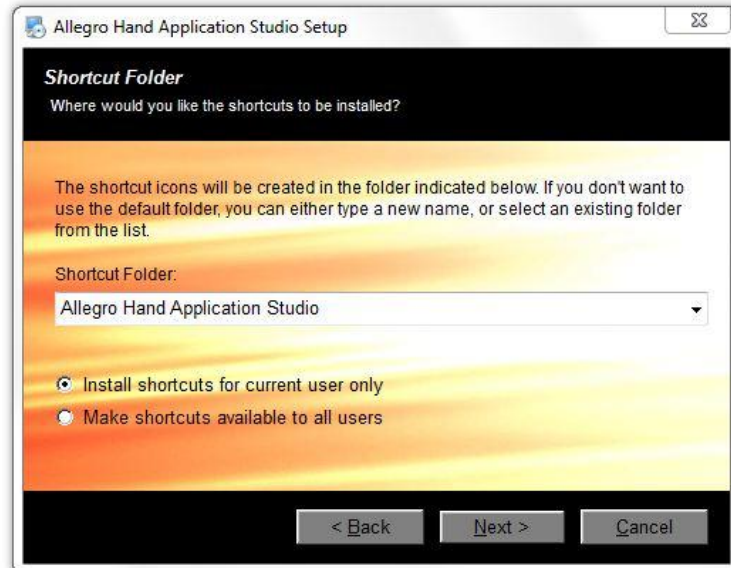 Allegro Hand Application Studio Setup
Shortcut Folder
Where would you like the shortcuts to be installed?
The shortcut icons will be created in the folder indicated below. If you don't want to
use the default folder, you can either type a new name, or select an existing folder
from the list.
Shortcut Folder:
Allegro Hand Application Studio
Install shortcuts for current user only
Make shortcuts available to all users
< Back Next > Cancel